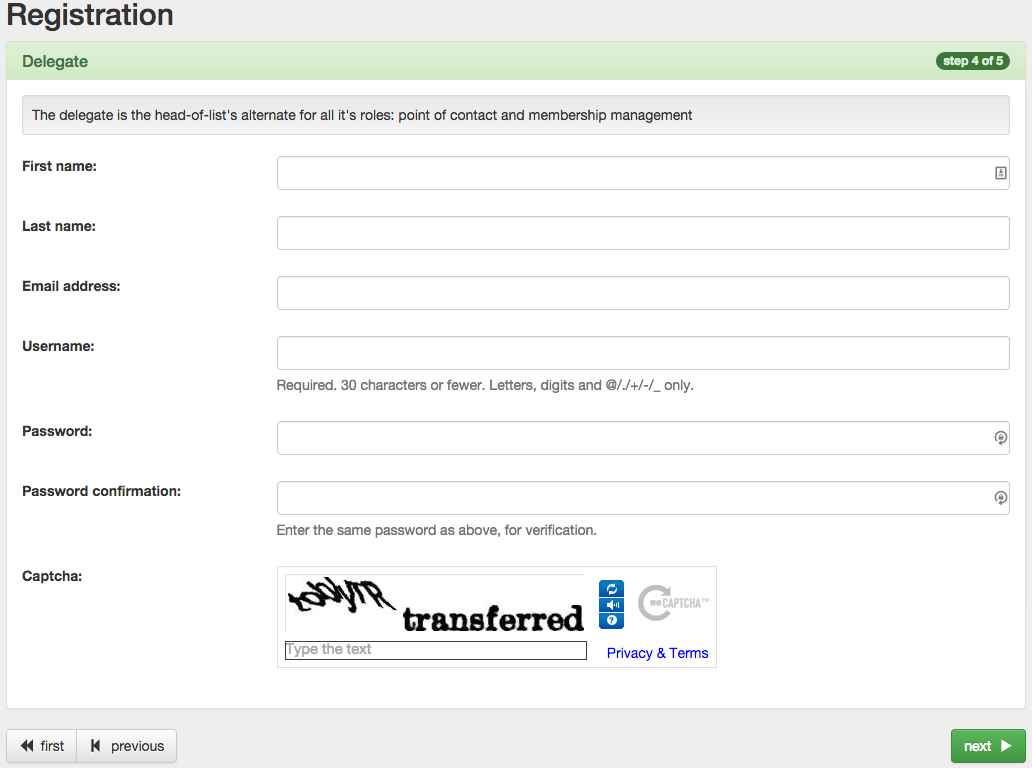 Registration
Delegate
step 4 of 5
The delegate is the head-of-list's alternate for all it's roles: point of contact and membership management
First name:
Last name:
Email address:
Username:
Required. 30 characters or fewer. Letters, digits and @/./+/-/_ only.
Password:
Password confirmation:
Enter the same password as above, for verification.
Captcha:
transferred
reCAPTCHA™
Type the text
Privacy & Terms
first
previous
next